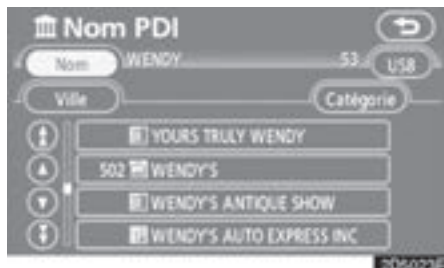 Nom PDI
Nom WENDY 53 US8
Ville Catégorie
YOURS TRULY WENDY
502 WENDY'S
WENDY'S ANTIQUE SHOW
WENDY'S AUTO EXPRESS INC